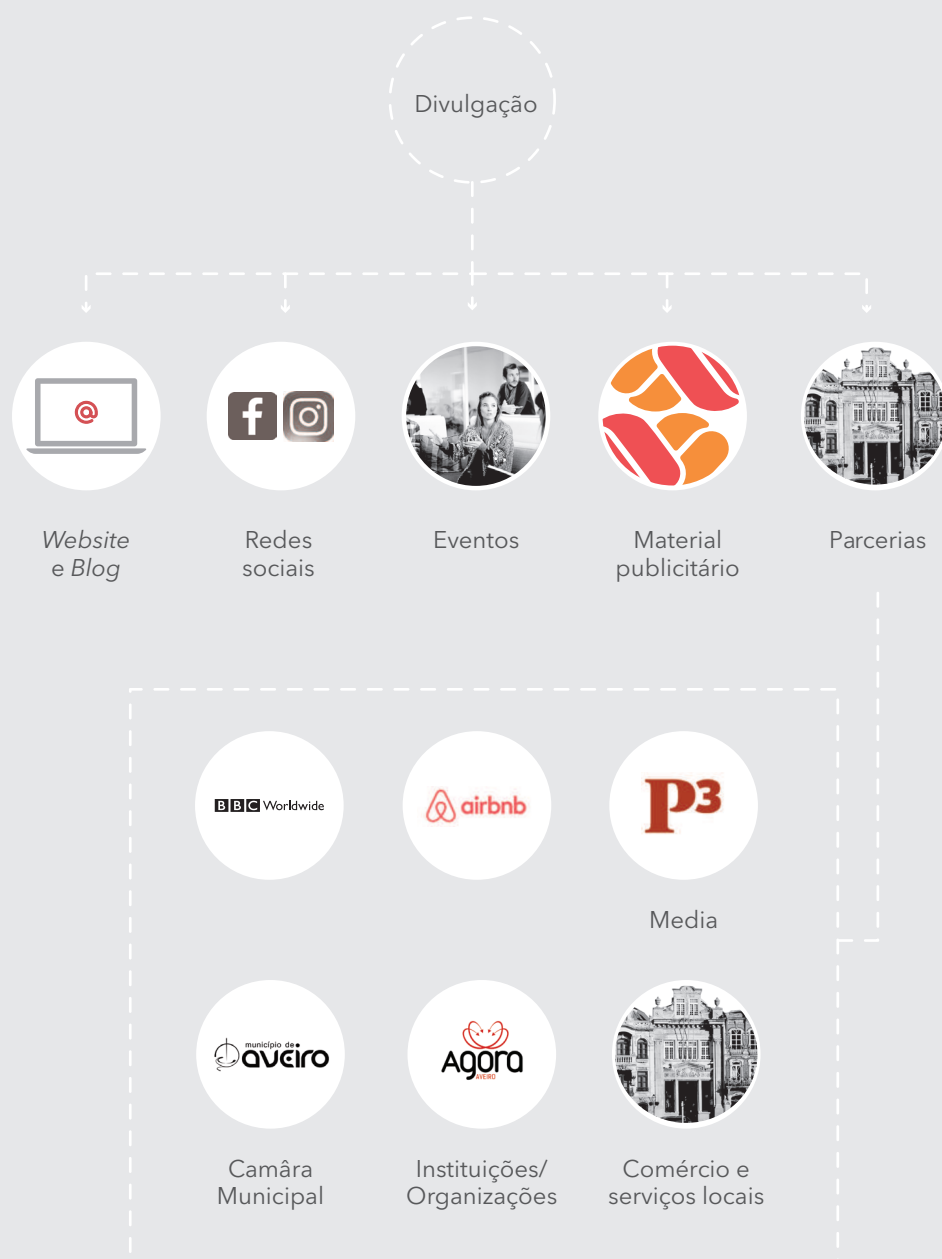 Divulgação
@
Website
e Blog
Redes
sociais
Eventos
Material
publicitário
Parcerias
BBC Worldwide
airbnb
P3
Media
município de
aveiro
Agora
AVEIRO
Camâra
Municipal
Instituições/
Organizações
Comércio e
serviços locais